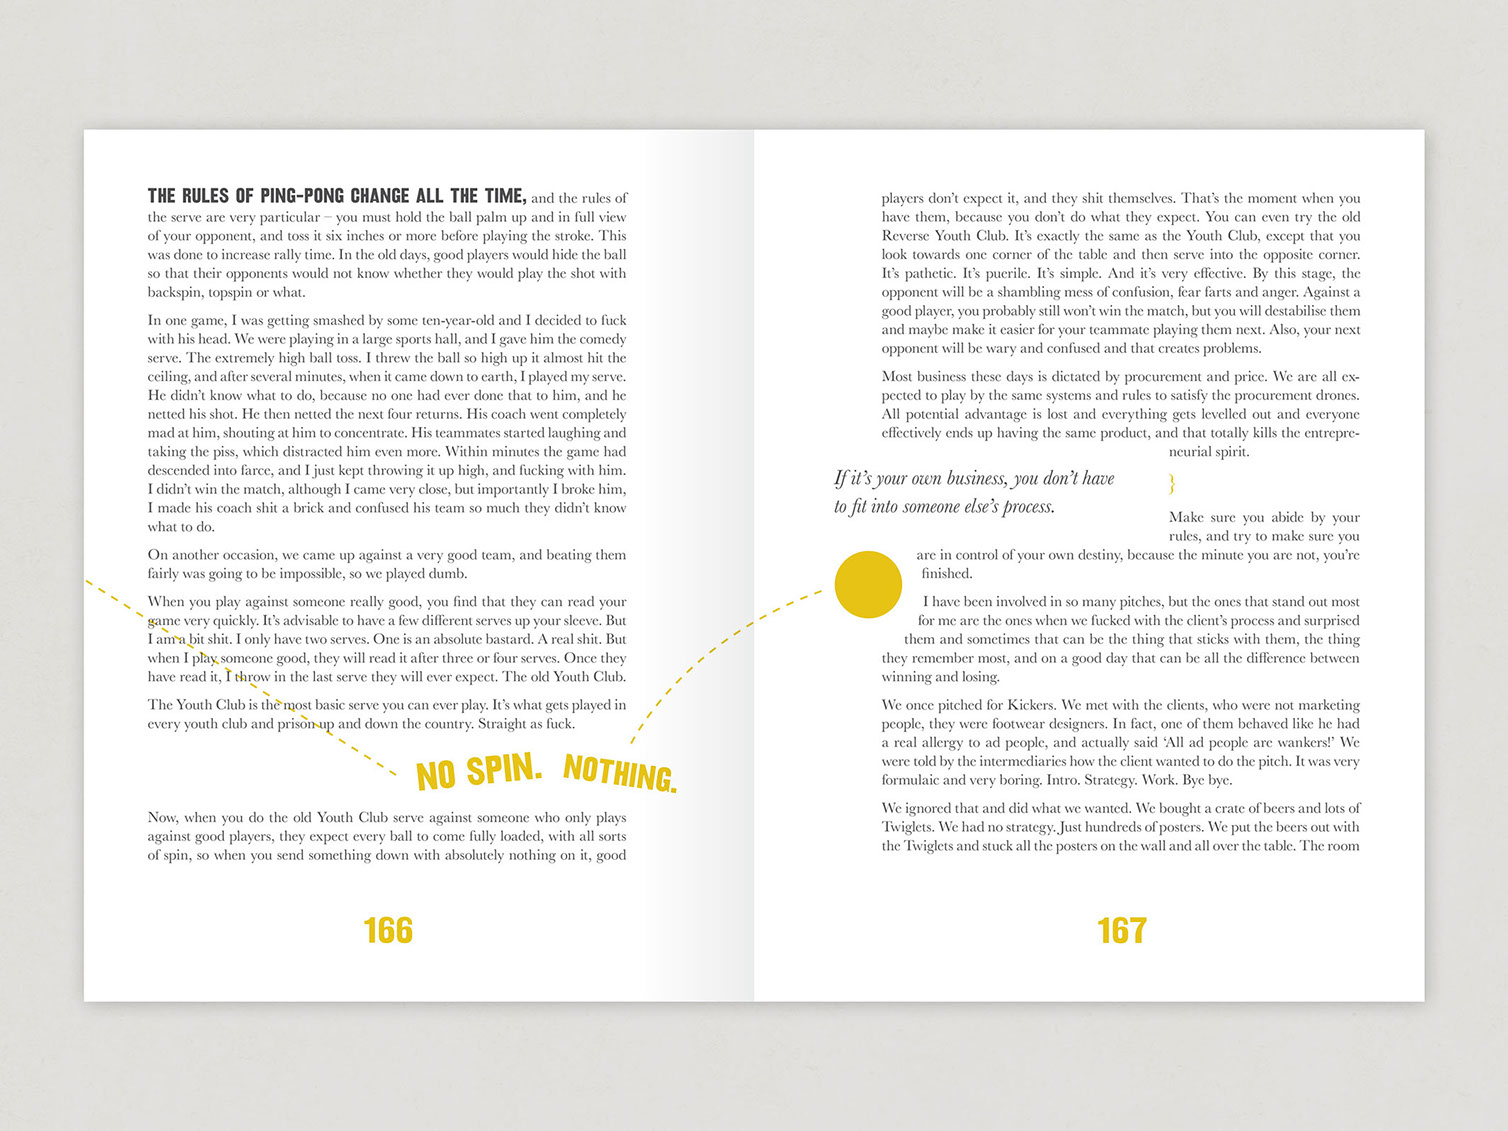 THE RULES OF PING-PONG CHANGE ALL THE TIME, and the rules of
the serve are very particular – you must hold the ball palm up and in full view
of your opponent, and toss it six inches or more before playing the stroke. This
was done to increase rally time. In the old days, good players would hide the ball
so that their opponents would not know whether they would play the shot with
backspin, topspin or what.
In one game, I was getting smashed by some ten-year-old and I decided to fuck
with his head. We were playing in a large sports hall, and I gave him the comedy
serve. The extremely high ball toss. I threw the ball so high up it almost hit the
ceiling, and after several minutes, when it came down to earth, I played my serve.
He didn’t know what to do, because no one had ever done that to him, and he
netted his shot. He then netted the next four returns. His coach went completely
mad at him, shouting at him to concentrate. His teammates started laughing and
taking the piss, which distracted him even more. Within minutes the game had
descended into farce, and I just kept throwing it up high, and fucking with him.
I didn’t win the match, although I came very close, but importantly I broke him,
I made his coach shit a brick and confused his team so much they didn’t know
what to do.
On another occasion, we came up against a very good team, and beating them
fairly was going to be impossible, so we played dumb.
When you play against someone really good, you find that they can read your
game very quickly. It’s advisable to have a few different serves up your sleeve. But
I am a bit shit. I only have two serves. One is an absolute bastard. A real shit. But
when I play someone good, they will read it after three or four serves. Once they
have read it, I throw in the last serve they will ever expect. The old Youth Club.
The Youth Club is the most basic serve you can ever play. It’s what gets played in
every youth club and prison up and down the country. Straight as fuck.
NO SPIN. NOTHING.
Now, when you do the old Youth Club serve against someone who only plays
against good players, they expect every ball to come fully loaded, with all sorts
of spin, so when you send something down with absolutely nothing on it, good
166
players don’t expect it, and they shit themselves. That’s the moment when you
have them, because you don’t do what they expect. You can even try the old
Reverse Youth Club. It’s exactly the same as the Youth Club, except that you
look towards one corner of the table and then serve into the opposite corner.
It’s pathetic. It’s puerile. It’s simple. And it’s very effective. By this stage, the
opponent will be a shambling mess of confusion, fear farts and anger. Against a
good player, you probably still won’t win the match, but you will destabilise them
and maybe make it easier for your teammate playing them next. Also, your next
opponent will be wary and confused and that creates problems.
Most business these days is dictated by procurement and price. We are all ex-
pected to play by the same systems and rules to satisfy the procurement drones.
All potential advantage is lost and everything gets levelled out and everyone
effectively ends up having the same product, and that totally kills the entrepre-
neurial spirit.
If it’s your own business, you don’t have
to fit into someone else’s process.
}
Make sure you abide by your
rules, and try to make sure you
are in control of your own destiny, because the minute you are not, you’re
finished.
I have been involved in so many pitches, but the ones that stand out most
for me are the ones when we fucked with the client’s process and surprised
them and sometimes that can be the thing that sticks with them, the thing
they remember most, and on a good day that can be all the difference between
winning and losing.
We once pitched for Kickers. We met with the clients, who were not marketing
people, they were footwear designers. In fact, one of them behaved like he had
a real allergy to ad people, and actually said ‘All ad people are wankers!’ We
were told by the intermediaries how the client wanted to do the pitch. It was very
formulaic and very boring. Intro. Strategy. Work. Bye bye.
We ignored that and did what we wanted. We bought a crate of beers and lots of
Twiglets. We had no strategy. Just hundreds of posters. We put the beers out with
the Twiglets and stuck all the posters on the wall and all over the table. The room
167